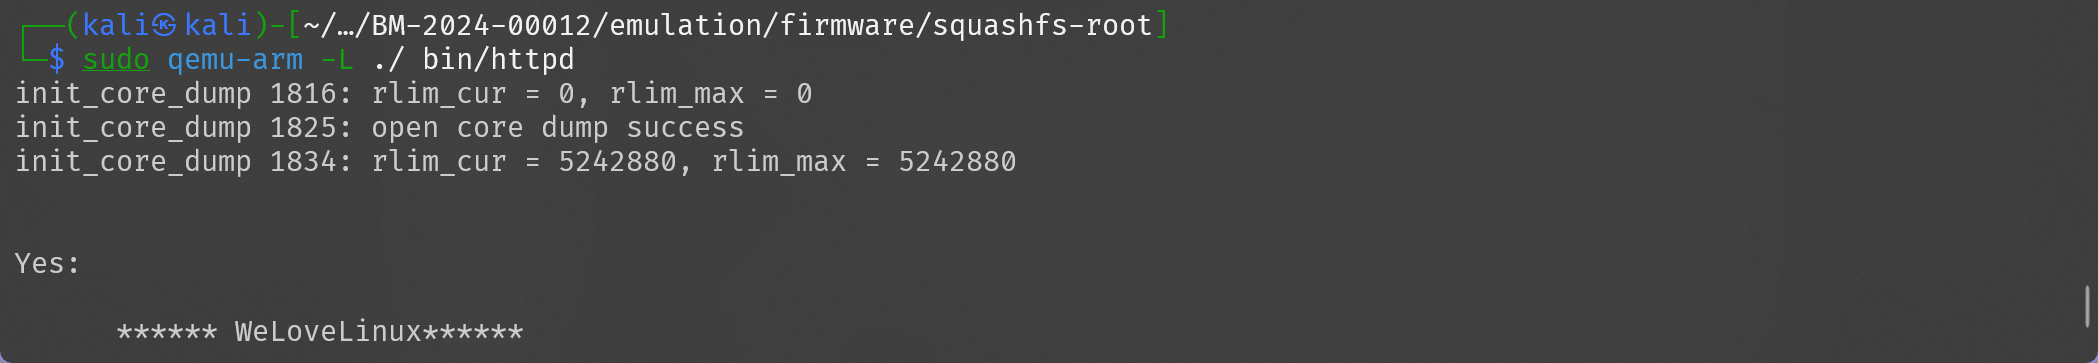 ┌──(kali㉿kali)-[~/…/BM-2024-00012/emulation/firmware/squashfs-root]
└─$ sudo qemu-arm -L ./ bin/httpd
init_core_dump 1816: rlim_cur = 0, rlim_max = 0
init_core_dump 1825: open core dump success
init_core_dump 1834: rlim_cur = 5242880, rlim_max = 5242880
Yes:
****** WeLoveLinux******